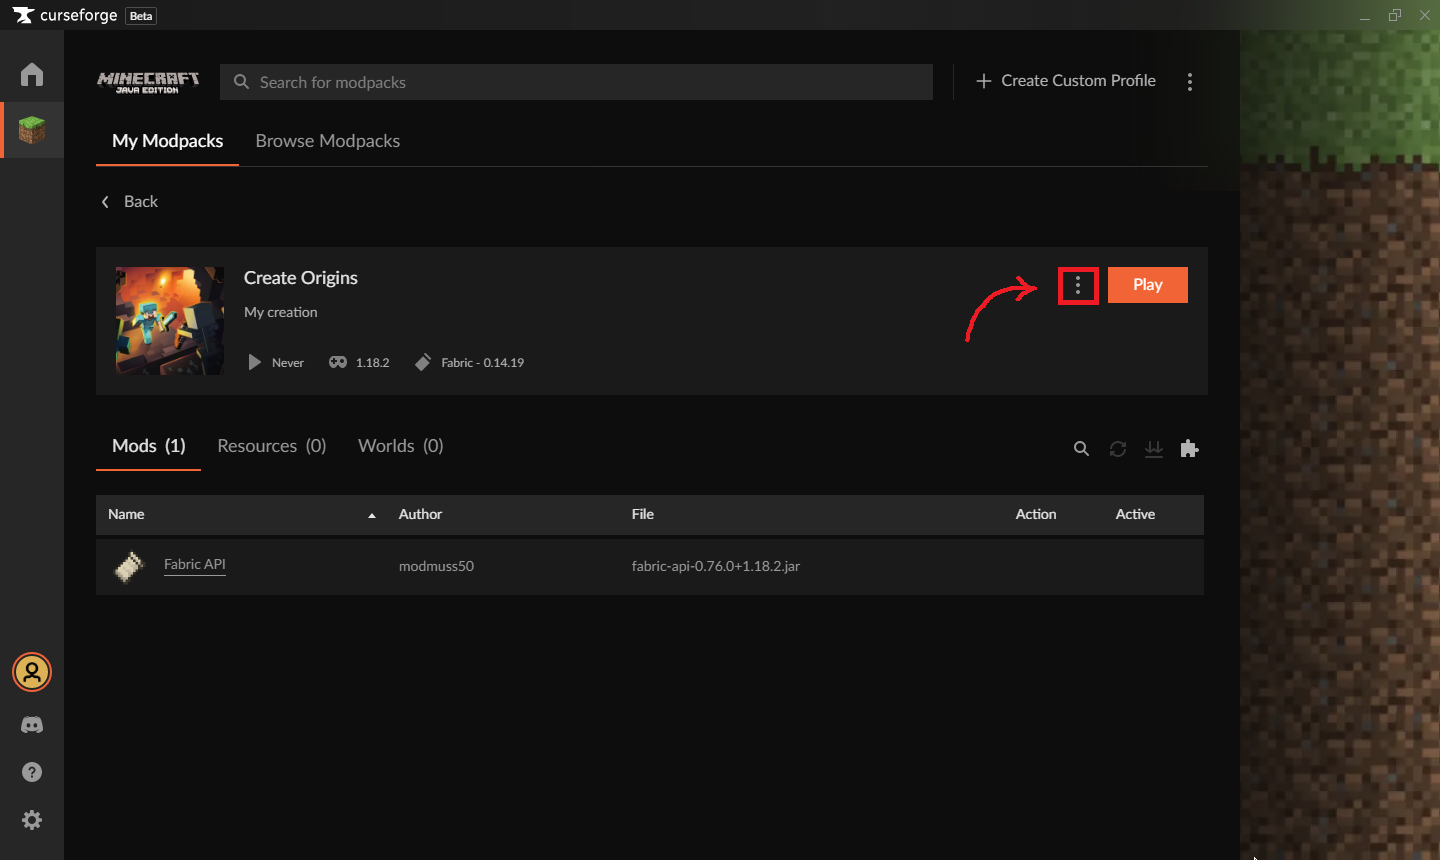 curseforge Beta
MINECRAFT
JAVA EDITION
Search for modpacks
Create Custom Profile
My Modpacks Browse Modpacks
Back
Create Origins
Play
My creation
Never 1.18.2 Fabric - 0.14.19
Mods (1) Resources (0) Worlds (0)
Name Author File Action Active
Fabric API modmuss50 fabric-api-0.76.0+1.18.2.jar